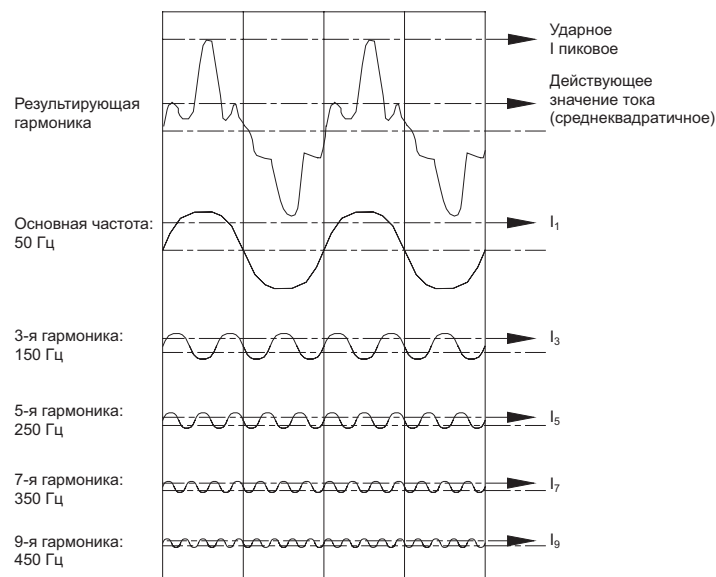 Ударное
I пиковое
Действующее
значение тока
(среднеквадратичное)
Результирующая
гармоника
Основная частота:
50 Гц
I₁
3-я гармоника:
150 Гц
I₃
5-я гармоника:
250 Гц
I₅
7-я гармоника:
350 Гц
I₇
9-я гармоника:
450 Гц
I₉